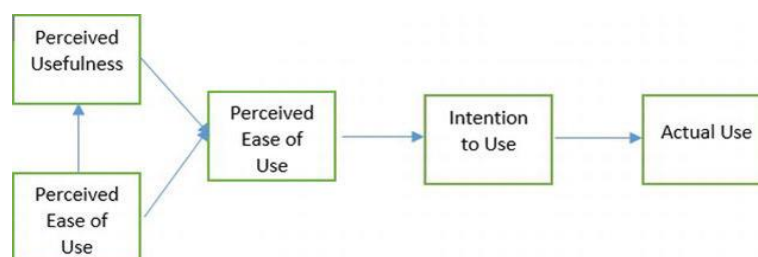 Perceived
Usefulness
Perceived
Ease of
Use
Perceived
Ease of
Use
Intention
to Use
Actual Use